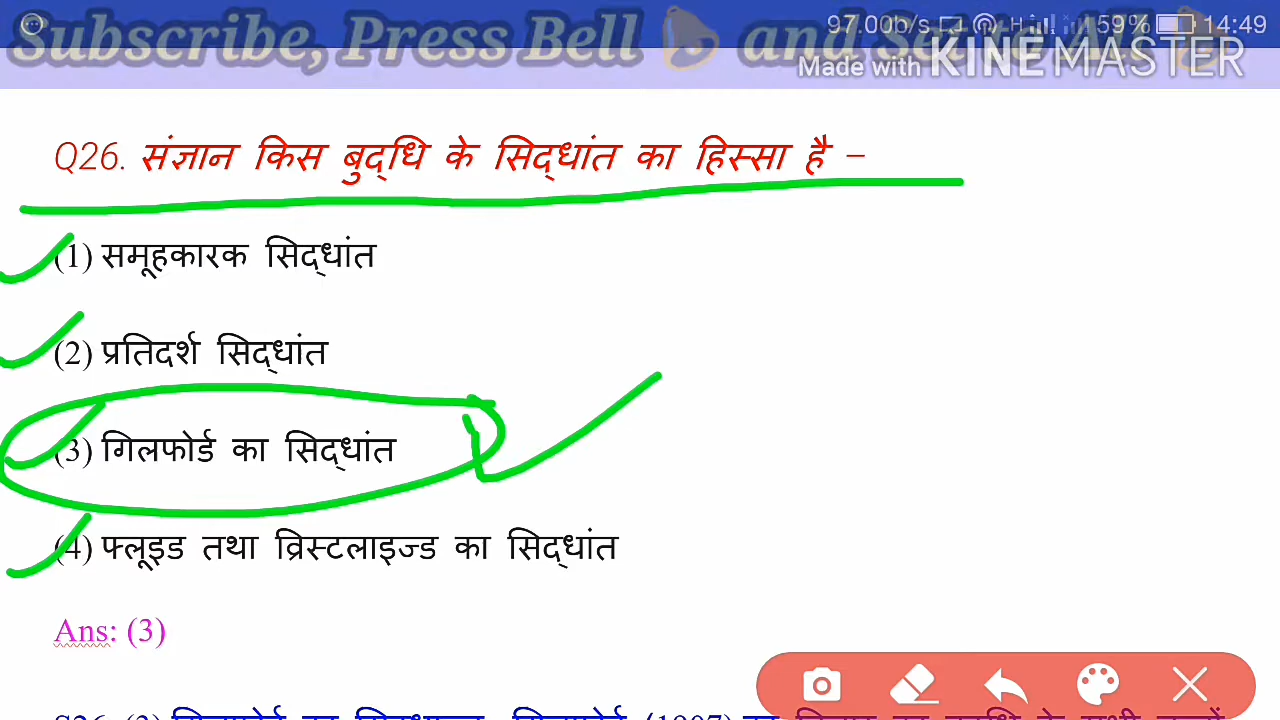 Subscribe, Press Bell and
97.00b/s H 59% 14:49
Made with KINEMASTER
Q26. संज्ञान किस बुद्धि के सिद्धांत का हिस्सा है –
(1) समूहकारक सिद्धांत
(2) प्रतिदर्श सिद्धांत
(3) गिलफोर्ड का सिद्धांत
(4) फ्लूइड तथा व्रिस्टलाइज्ड का सिद्धांत
Ans: (3)